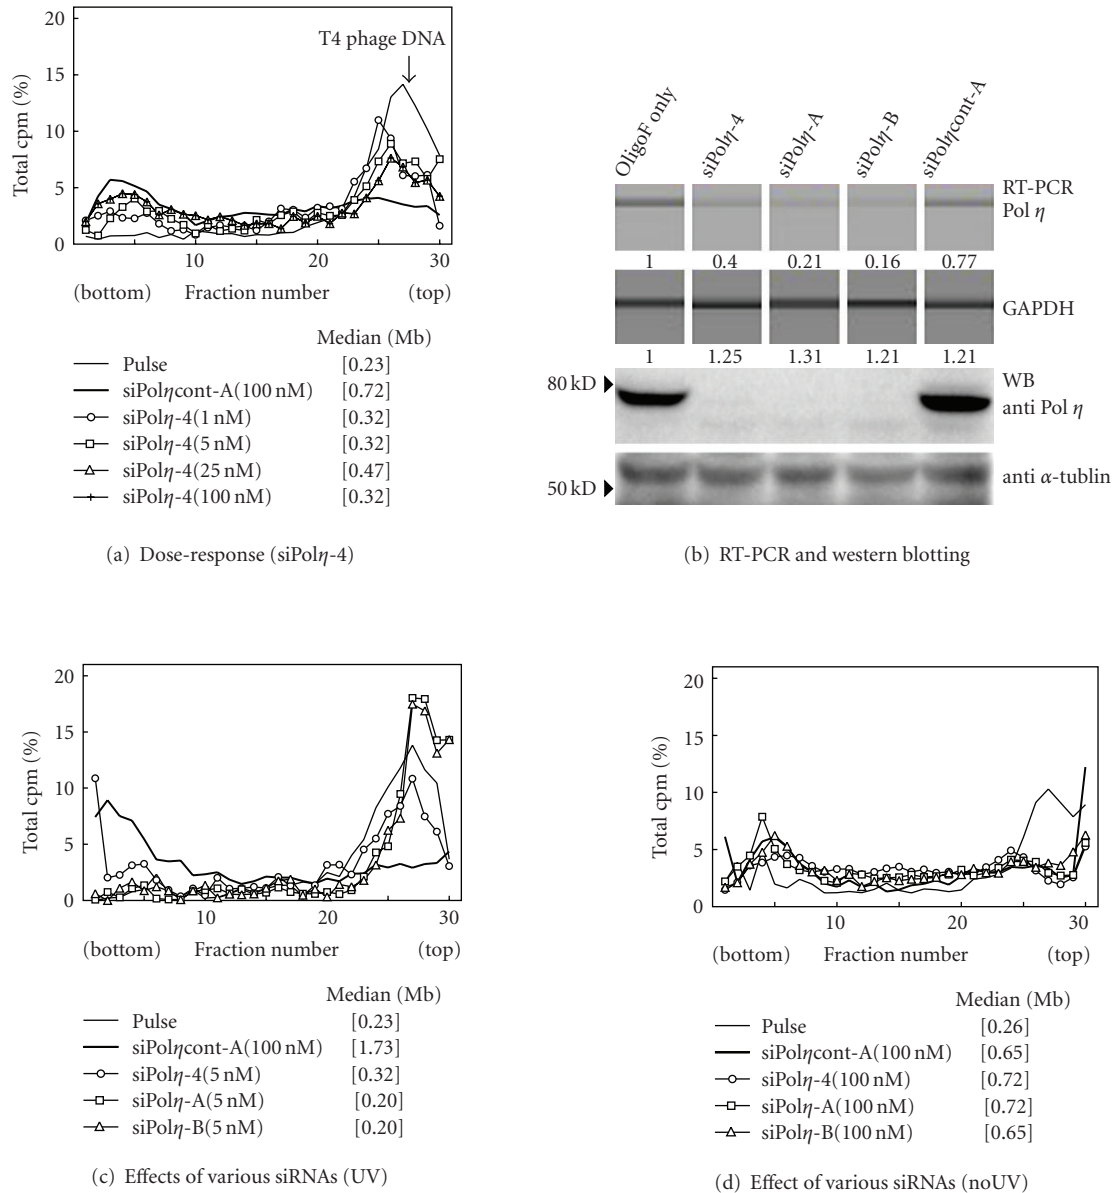 20
15
10
5
0
Total cpm (%)
T4 phage DNA
10 20 30
(bottom) Fraction number (top)
Median (Mb)
Pulse [0.23]
siPolηcont-A(100 nM) [0.72]
siPolη-4(1 nM) [0.32]
siPolη-4(5 nM) [0.32]
siPolη-4(25 nM) [0.47]
siPolη-4(100 nM) [0.32]
(a) Dose-response (siPolη-4)
OligoF only
siPolη-4
siPolη-A
siPolη-B
siPolηcont-A
RT-PCR
Pol η
1 0.4 0.21 0.16 0.77
GAPDH
1 1.25 1.31 1.21 1.21
80 kD
WB
anti Pol η
50 kD
anti α-tublin
(b) RT-PCR and western blotting
20
15
10
5
0
Total cpm (%)
10 20 30
(bottom) Fraction number (top)
Median (Mb)
Pulse [0.23]
siPolηcont-A(100 nM) [1.73]
siPolη-4(5 nM) [0.32]
siPolη-A(5 nM) [0.20]
siPolη-B(5 nM) [0.20]
(c) Effects of various siRNAs (UV)
20
15
10
5
0
Total cpm (%)
10 20 30
(bottom) Fraction number (top)
Median (Mb)
Pulse [0.26]
siPolηcont-A(100 nM) [0.65]
siPolη-4(100 nM) [0.72]
siPolη-A(100 nM) [0.72]
siPolη-B(100 nM) [0.65]
(d) Effect of various siRNAs (noUV)